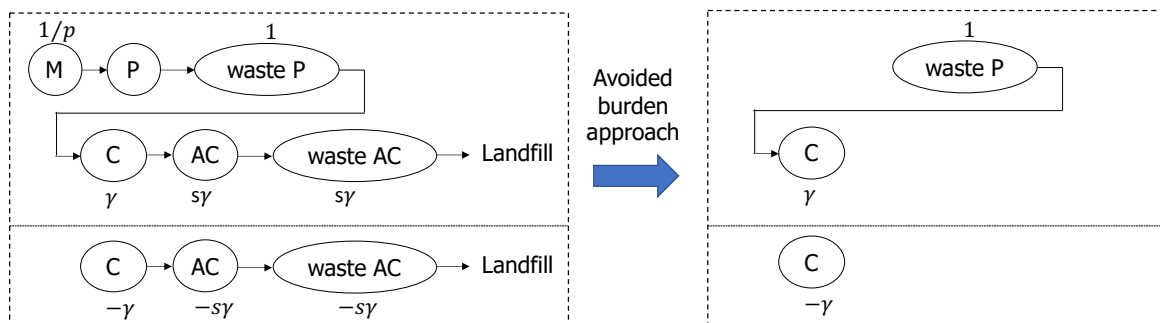 1/p 1
M P waste P
C AC waste AC Landfill
γ sγ sγ
C AC waste AC Landfill
−γ −sγ −sγ
Avoided
burden
approach
1
waste P
C
γ
C
−γ